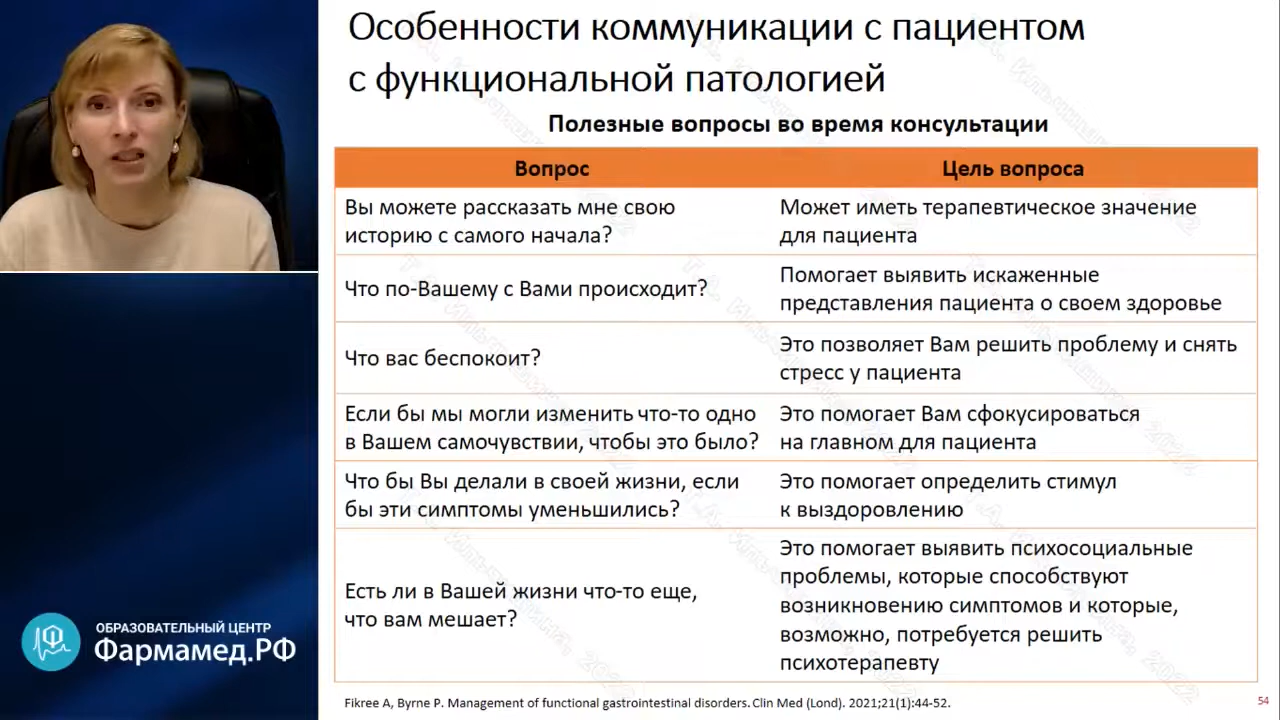 Особенности коммуникации с пациентом
с функциональной патологией
Полезные вопросы во время консультации
Вопрос
Цель вопроса
Вы можете рассказать мне свою
историю с самого начала?
Может иметь терапевтическое значение
для пациента
Что по-Вашему с Вами происходит?
Помогает выявить искаженные
представления пациента о своем здоровье
Что вас беспокоит?
Это позволяет Вам решить проблему и снять
стресс у пациента
Если бы мы могли изменить что-то одно
в Вашем самочувствии, чтобы это было?
Это помогает Вам сфокусироваться
на главном для пациента
Что бы Вы делали в своей жизни, если
бы эти симптомы уменьшились?
Это помогает определить стимул
к выздоровлению
Есть ли в Вашей жизни что-то еще,
что вам мешает?
Это помогает выявить психосоциальные
проблемы, которые способствуют
возникновению симптомов и которые,
возможно, потребуется решить
психотерапевту
Fikree A, Byrne P. Management of functional gastrointestinal disorders. Clin Med (Lond). 2021;21(1):44-52.
54
ОБРАЗОВАТЕЛЬНЫЙ ЦЕНТР
Фармамед.РФ